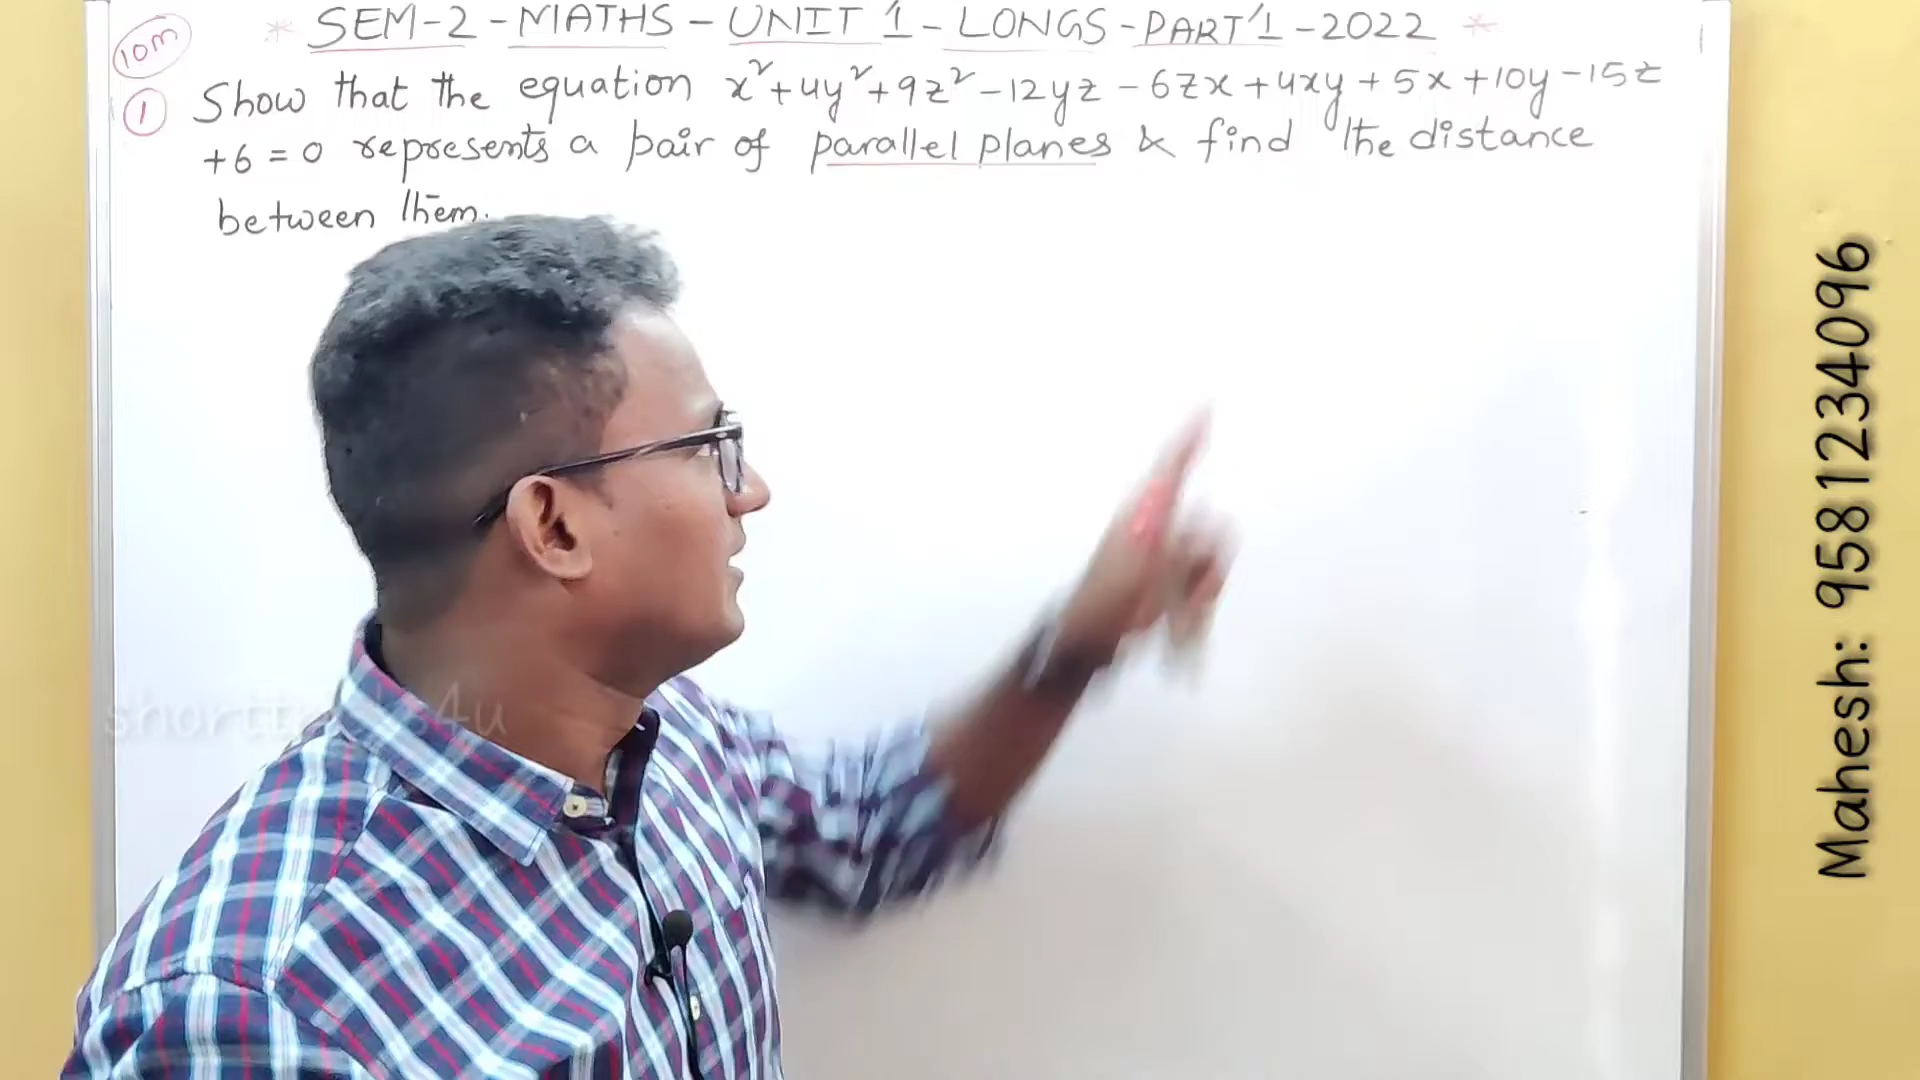 * SEM-2 - MATHS - UNIT 1 - LONGS - PART'1 - 2022 *
10m
1 Show that the equation x²+4y²+9z²-12yz-6zx+4xy+5x+10y-15z
+6=0 represents a pair of parallel planes & find the distance
between them.
shorttricks4u
Mahesh: 9581234096